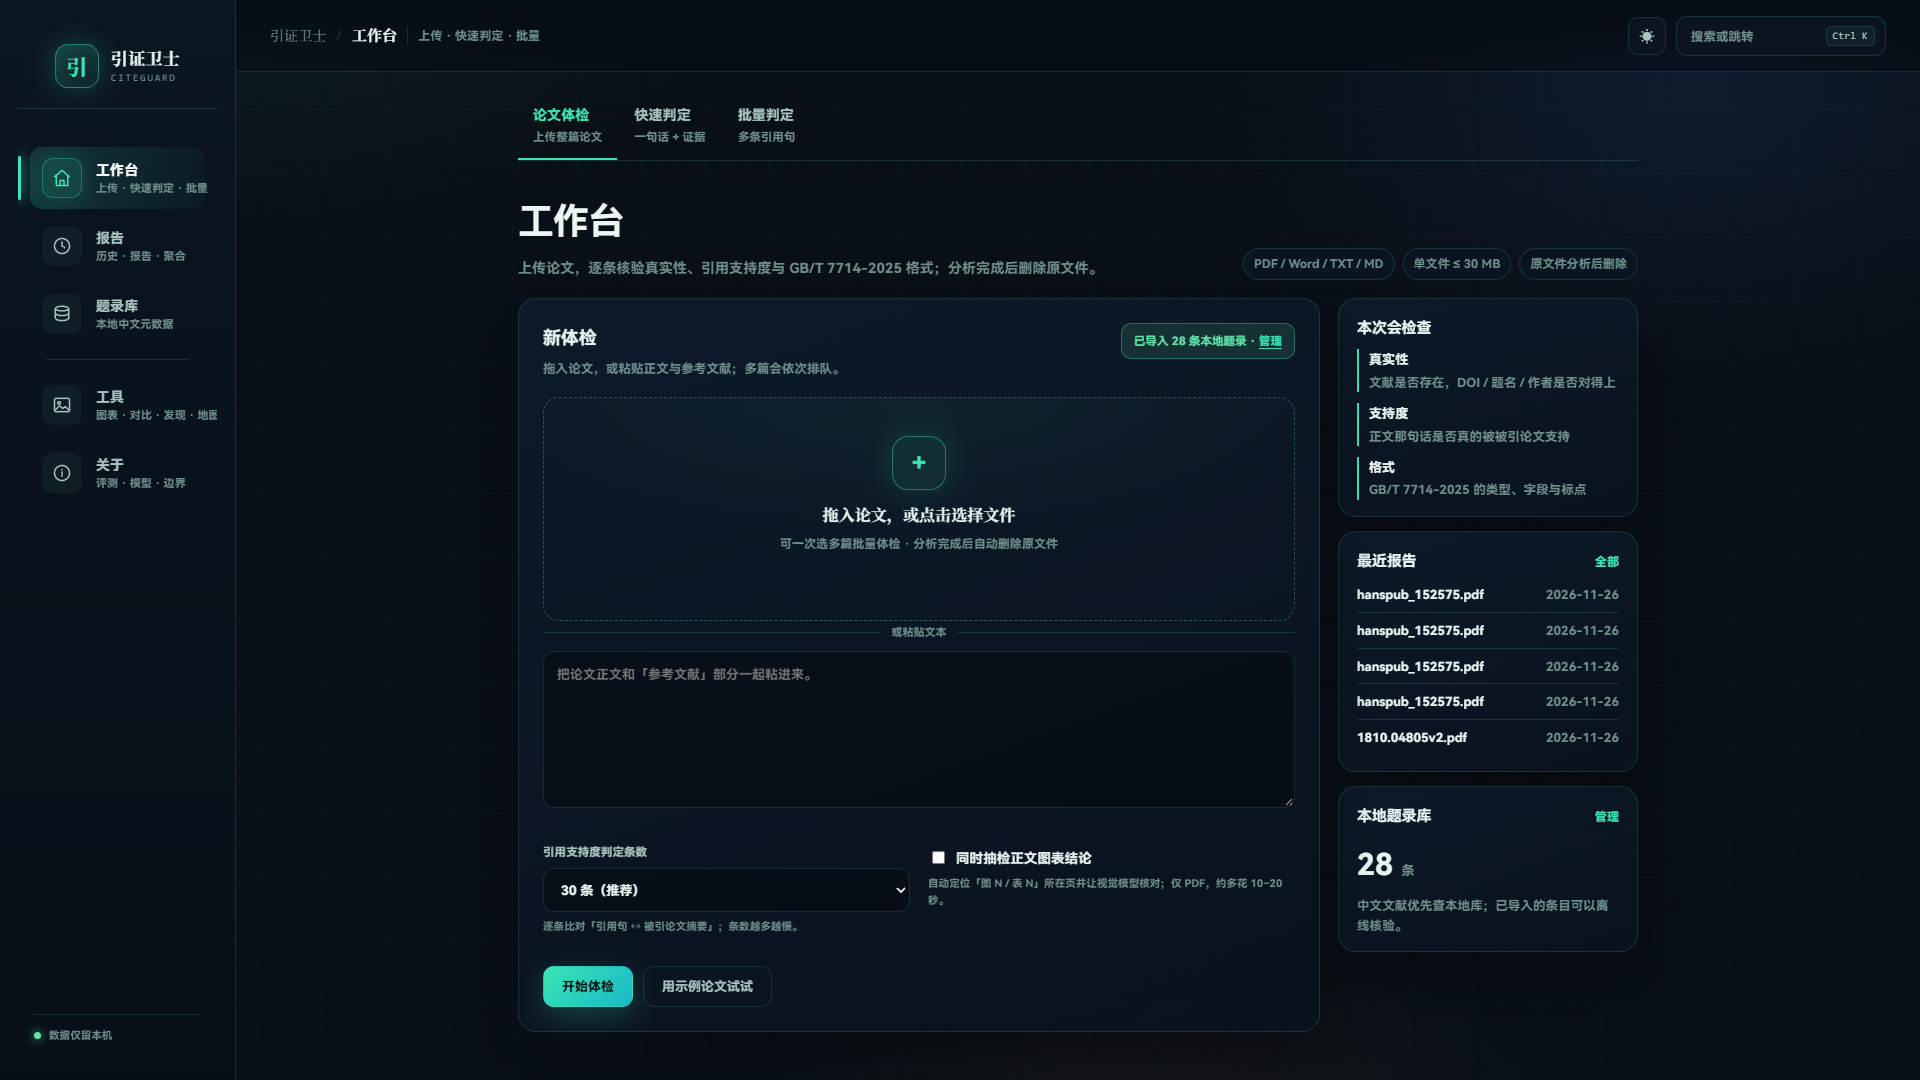 引
引证卫士
CITEGUARD
工作台
上传 · 快速判定 · 批量
报告
历史 · 报告 · 聚合
题录库
本地中文元数据
工具
图表 · 对比 · 发现 · 地图
关于
评测 · 模型 · 边界
数据仅留本机
引证卫士 / 工作台 上传 · 快速判定 · 批量
搜索或跳转 Ctrl K
论文体检
上传整篇论文
快速判定
一句话 + 证据
批量判定
多条引用句
工作台
上传论文，逐条核验真实性、引用支持度与 GB/T 7714-2025 格式；分析完成后删除原文件。
PDF / Word / TXT / MD
单文件 ≤ 30 MB
原文件分析后删除
新体检
已导入 28 条本地题录 · 管理
拖入论文，或粘贴正文与参考文献；多篇会依次排队。
+
拖入论文，或点击选择文件
可一次选多篇批量体检 · 分析完成后自动删除原文件
或粘贴文本
把论文正文和「参考文献」部分一起粘进来。
引用支持度判定条数
30 条（推荐）
逐条比对「引用句 ↔ 被引论文摘要」；条数越多越慢。
同时抽检正文图表结论
自动定位「图 N / 表 N」所在页并让视觉模型核对；仅 PDF，约多花 10–20
秒。
开始体检
用示例论文试试
本次会检查
真实性
文献是否存在，DOI / 题名 / 作者是否对得上
支持度
正文那句话是否真的被被引论文支持
格式
GB/T 7714-2025 的类型、字段与标点
最近报告 全部
hanspub_152575.pdf 2026-11-26
hanspub_152575.pdf 2026-11-26
hanspub_152575.pdf 2026-11-26
hanspub_152575.pdf 2026-11-26
1810.04805v2.pdf 2026-11-26
本地题录库 管理
28 条
中文文献优先查本地库；已导入的条目可以离
线核验。